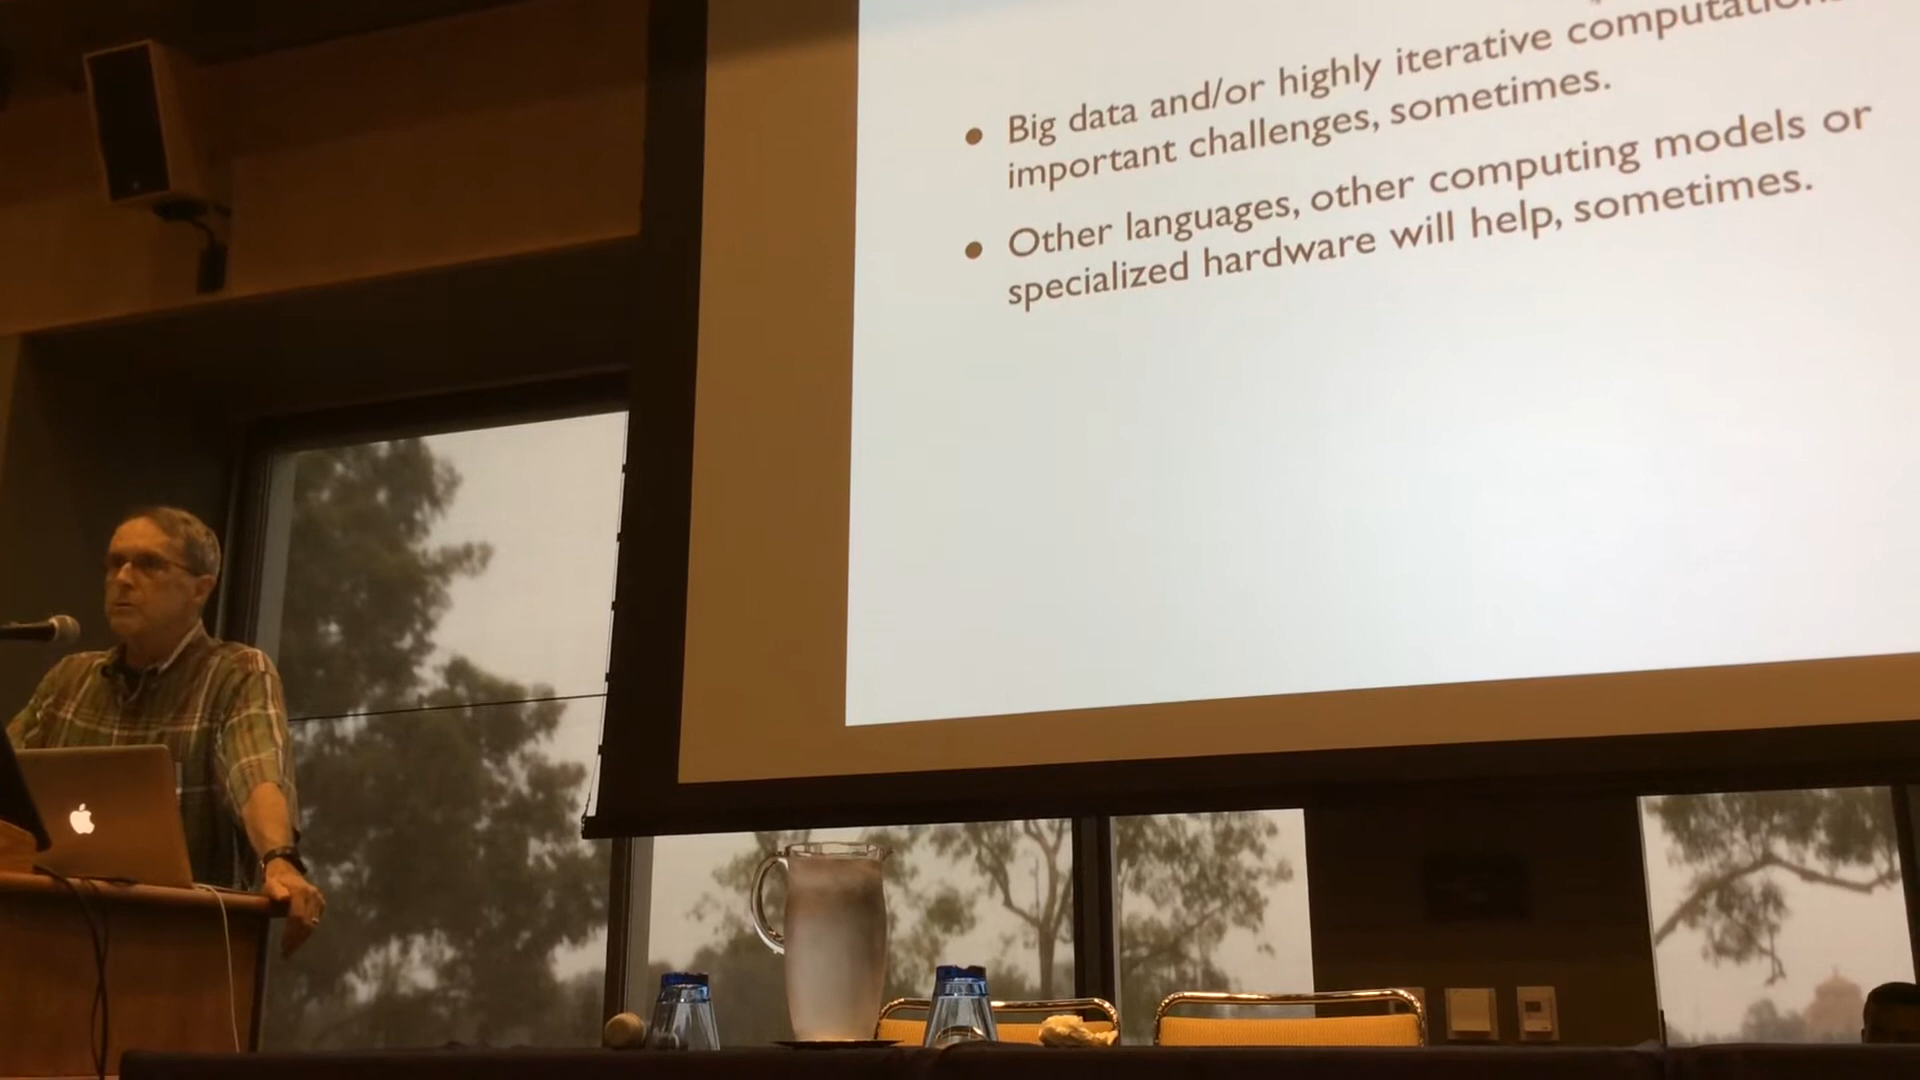 Big data and/or highly iterative computation
important challenges, sometimes.
Other languages, other computing models or
specialized hardware will help, sometimes.